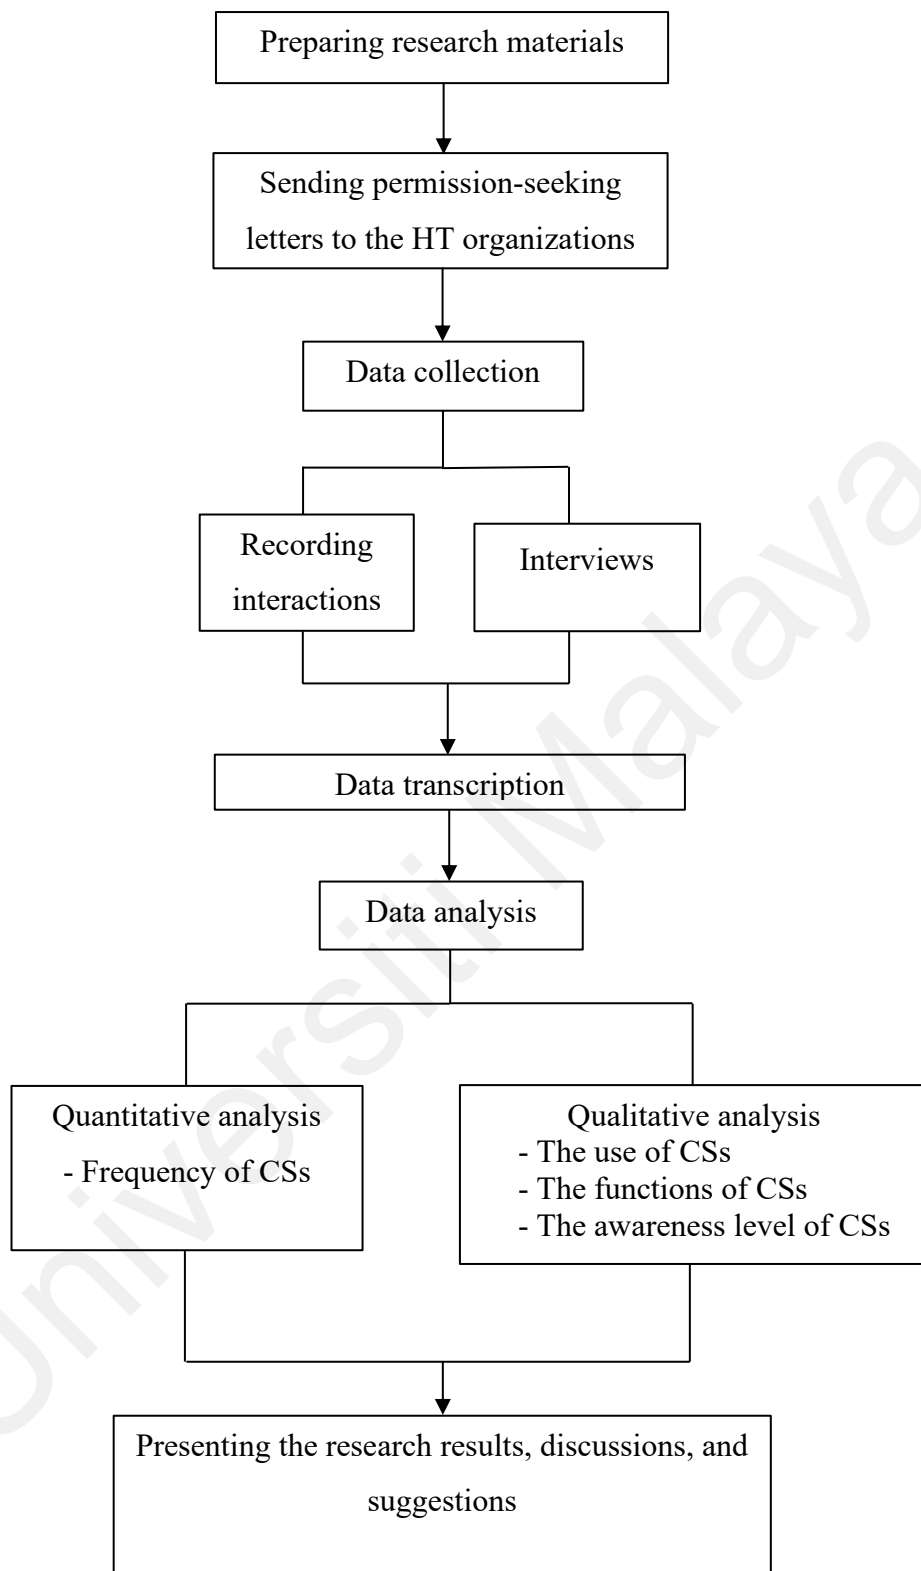 Preparing research materials
Sending permission-seeking
letters to the HT organizations
Data collection
Recording
interactions
Interviews
Data transcription
Data analysis
Quantitative analysis
- Frequency of CSs
Qualitative analysis
- The use of CSs
- The functions of CSs
- The awareness level of CSs
Presenting the research results, discussions, and
suggestions
Universiti Malaya